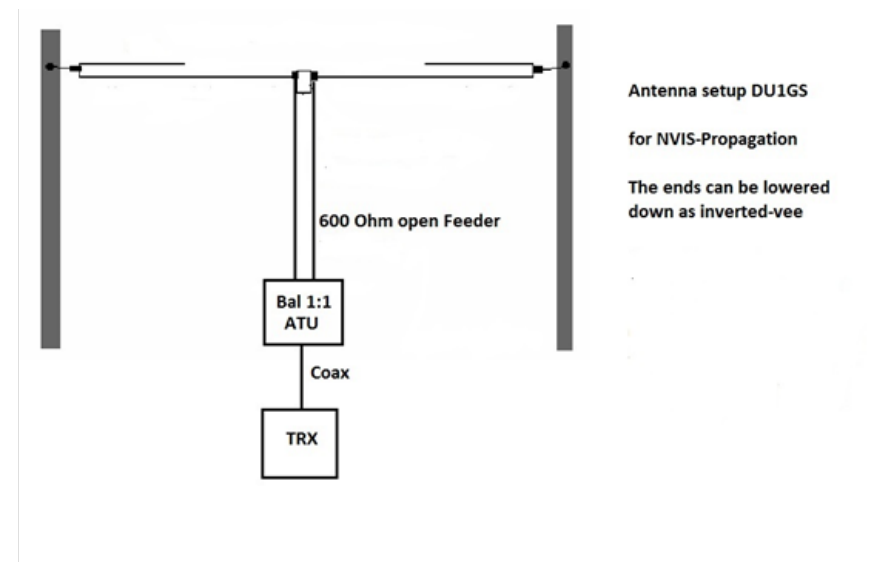 Antenna setup DU1GS
for NVIS-Propagation
The ends can be lowered
down as inverted-vee
600 Ohm open Feeder
Bal 1:1
ATU
Coax
TRX